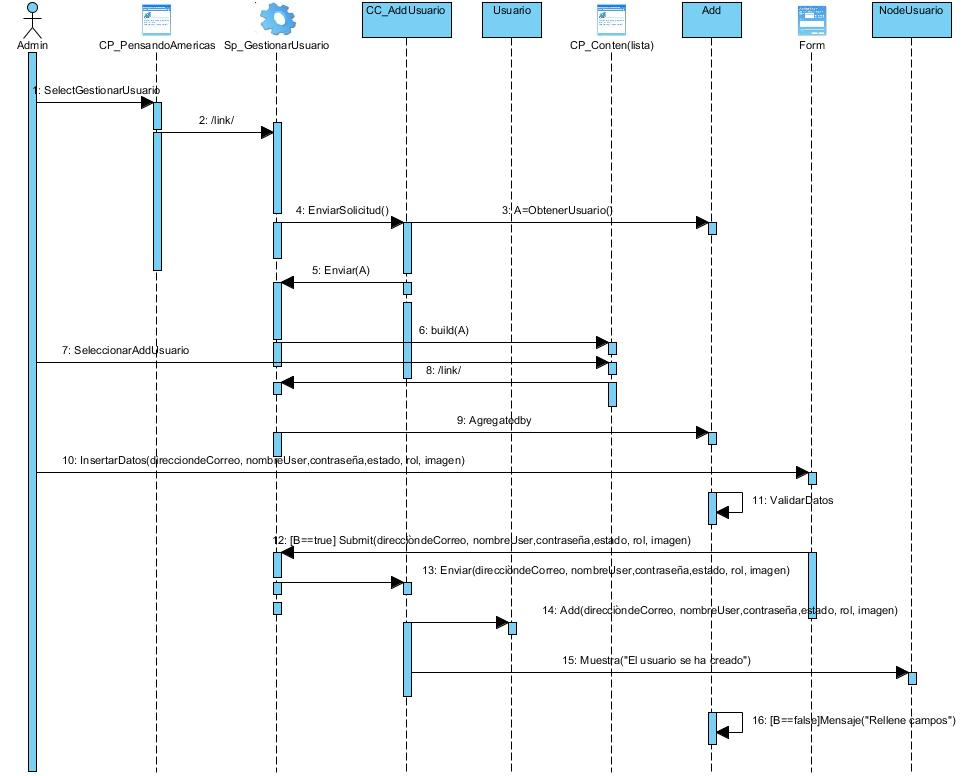 Admin
CP_PensandoAmericas
Sp_GestionarUsuario
CC_AddUsuario
Usuario
CP_Conten(lista)
Add
Form
NodeUsuario
1: SelectGestionarUsuario
2: /link/
4: EnviarSolicitud()
3: A=ObtenerUsuario()
5: Enviar(A)
6: build(A)
7: SeleccionarAddUsuario
8: /link/
9: Agregatedby
10: InsertarDatos(direcciondeCorreo, nombreUser,contraseña,estado, rol, imagen)
11: ValidarDatos
12: [B==true] Submit(direcciòndeCorreo, nombreUser,contraseña,estado, rol, imagen)
13: Enviar(direcciòndeCorreo, nombreUser,contraseña,estado, rol, imagen)
14: Add(direcciòndeCorreo, nombreUser,contraseña,estado, rol, imagen)
15: Muestra("El usuario se ha creado")
16: [B==false]Mensaje("Rellene campos")